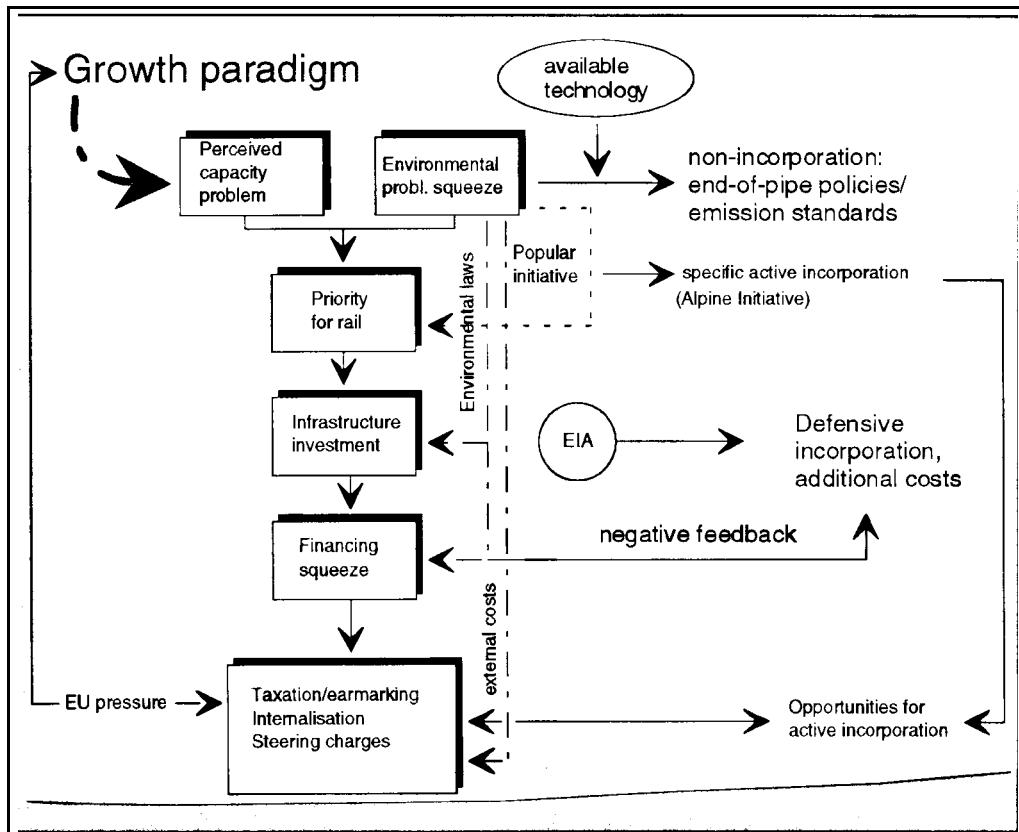 Growth paradigm
available
technology
Perceived
capacity
problem
Environmental
probl. squeeze
non-incorporation:
end-of-pipe policies/
emission standards
Popular
initiative
Environmental laws
specific active incorporation
(Alpine Initiative)
Priority
for rail
Infrastructure
investment
EIA
Defensive
incorporation,
additional costs
negative feedback
Financing
squeeze
external costs
EU pressure
Taxation/earmarking
Internalisation
Steering charges
Opportunities for
active incorporation